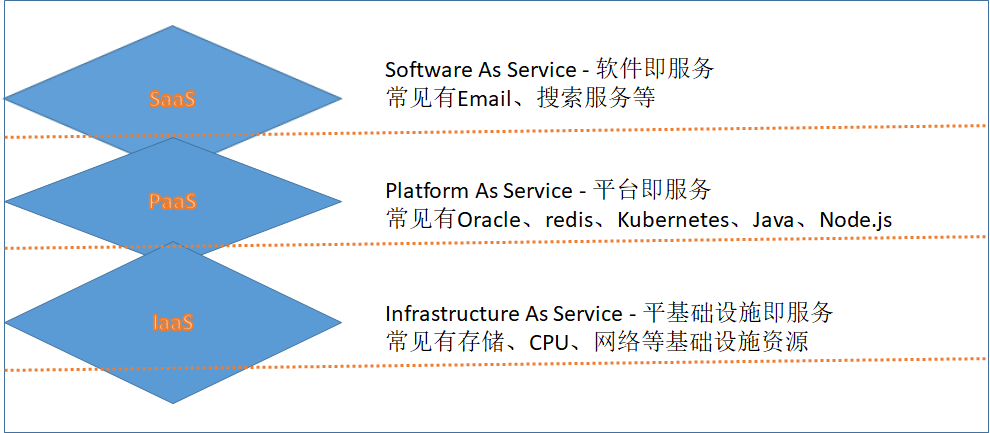 SaaS
Software As Service - 软件即服务
常见有Email、搜索服务等
PaaS
Platform As Service - 平台即服务
常见有Oracle、redis、Kubernetes、Java、Node.js
IaaS
Infrastructure As Service - 平基础设施即服务
常见有存储、CPU、网络等基础设施资源